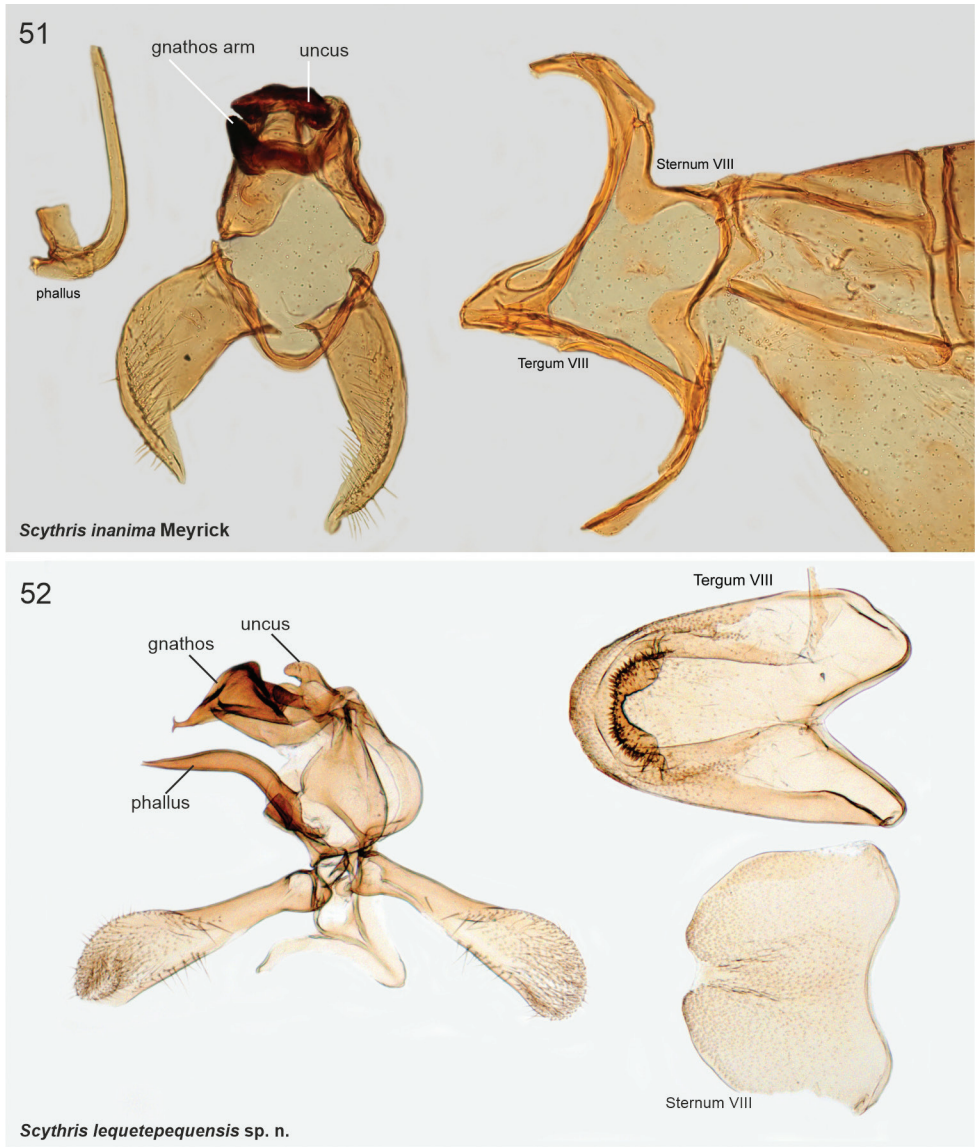 51
gnathos arm
uncus
Sternum VIII
phallus
Tergum VIII
Scythris inanima Meyrick
52
Tergum VIII
uncus
gnathos
phallus
Sternum VIII
Scythris lequetepequensis sp. n.